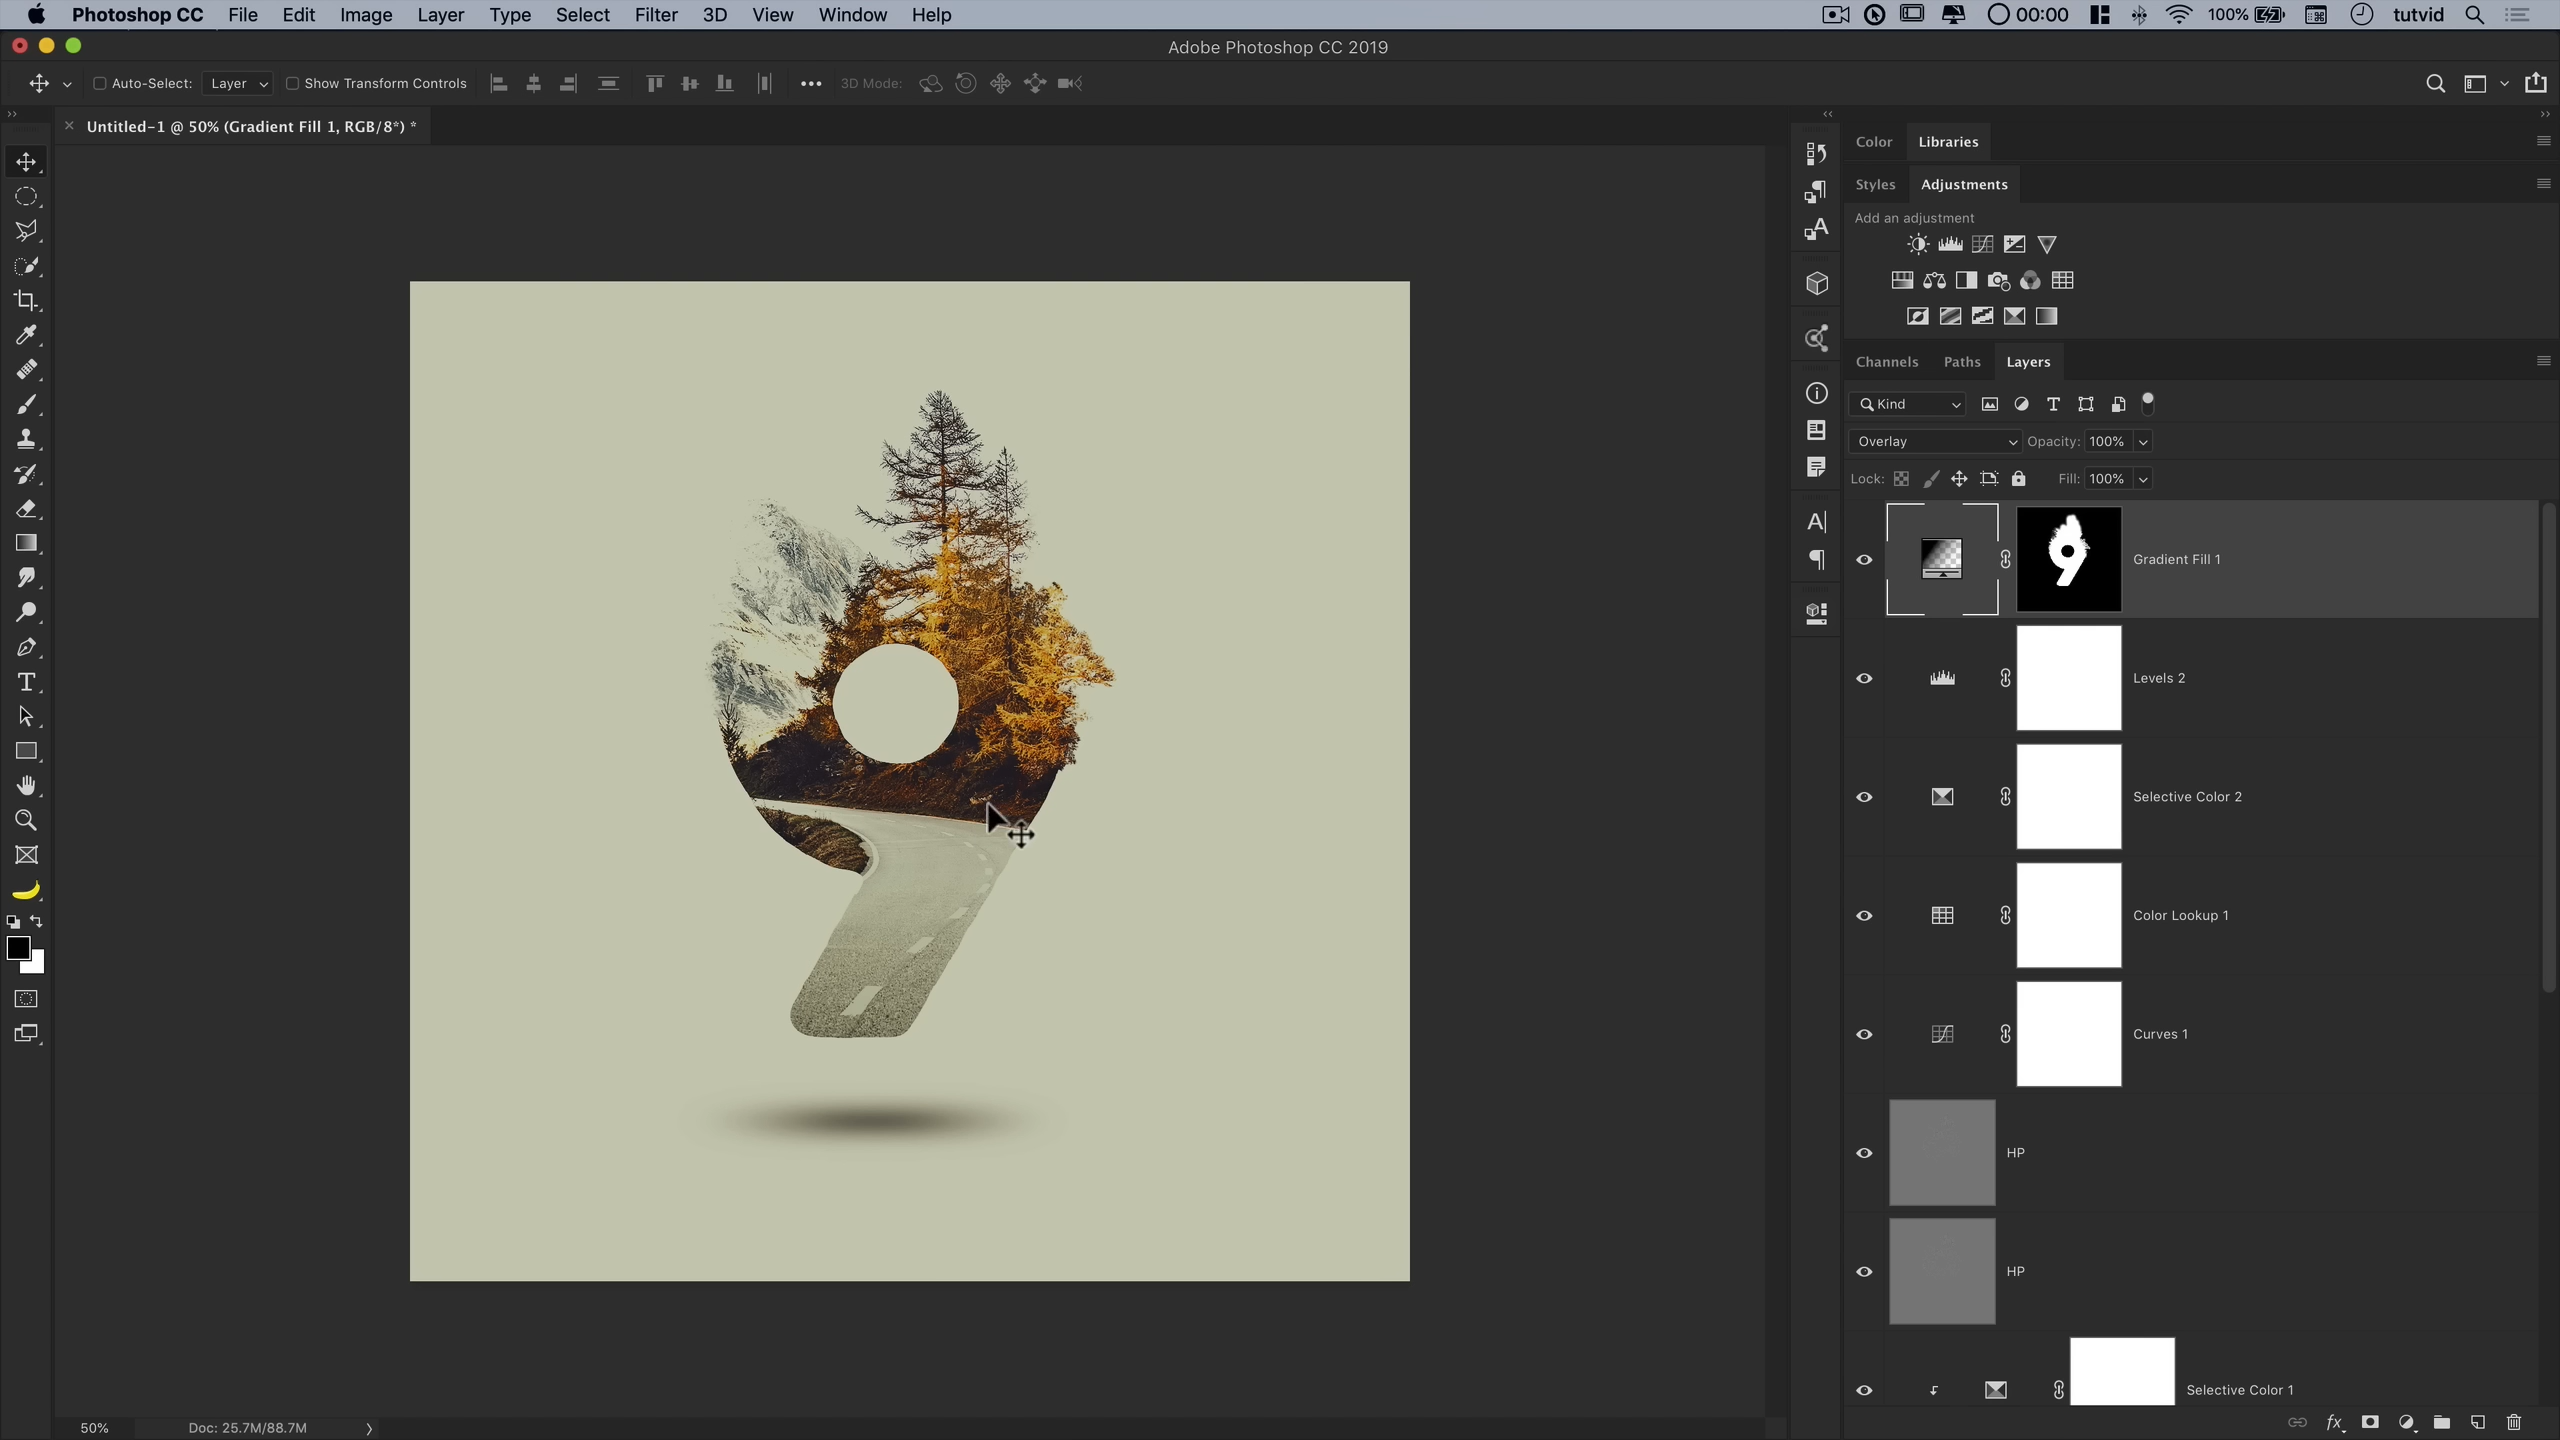 Photoshop CC File Edit Image Layer Type Select Filter 3D View Window Help 00:00 100% tutvid
Adobe Photoshop CC 2019
Auto-Select: Layer Show Transform Controls 3D Mode:
Untitled-1 @ 50% (Gradient Fill 1, RGB/8*) *
Color Libraries
Styles Adjustments
Add an adjustment
Channels Paths Layers
Kind
Overlay Opacity: 100%
Lock: Fill: 100%
Gradient Fill 1
Levels 2
Selective Color 2
Color Lookup 1
Curves 1
HP
HP
Selective Color 1
50% Doc: 25.7M/88.7M